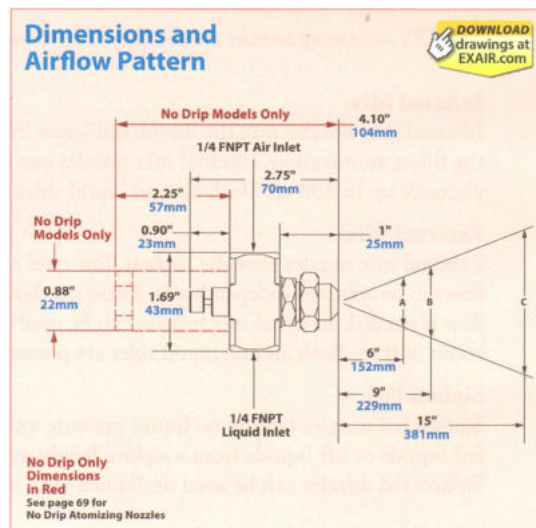 Dimensions and
Airflow Pattern
DOWNLOAD
drawings at
EXAIR.com
No Drip Models Only
4.10"
104mm
1/4 FNPT Air Inlet
2.75"
70mm
2.25"
57mm
No Drip
Models Only
0.90"
23mm
1"
25mm
0.88"
22mm
1.69"
43mm
A
B
C
6"
152mm
9"
229mm
15"
381mm
1/4 FNPT
Liquid Inlet
No Drip Only
Dimensions
in Red
See page 69 for
No Drip Atomizing Nozzles